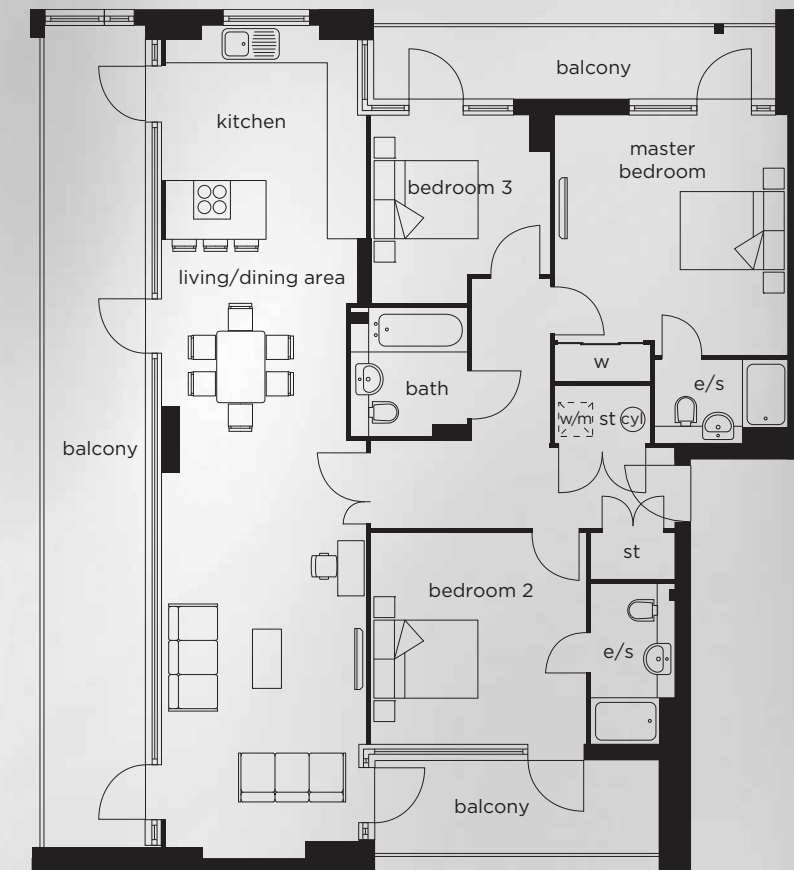 balcony
kitchen
master
bedroom
bedroom 3
living/dining area
w
e/s
bath
w/m st cyl
balcony
st
bedroom 2
e/s
balcony